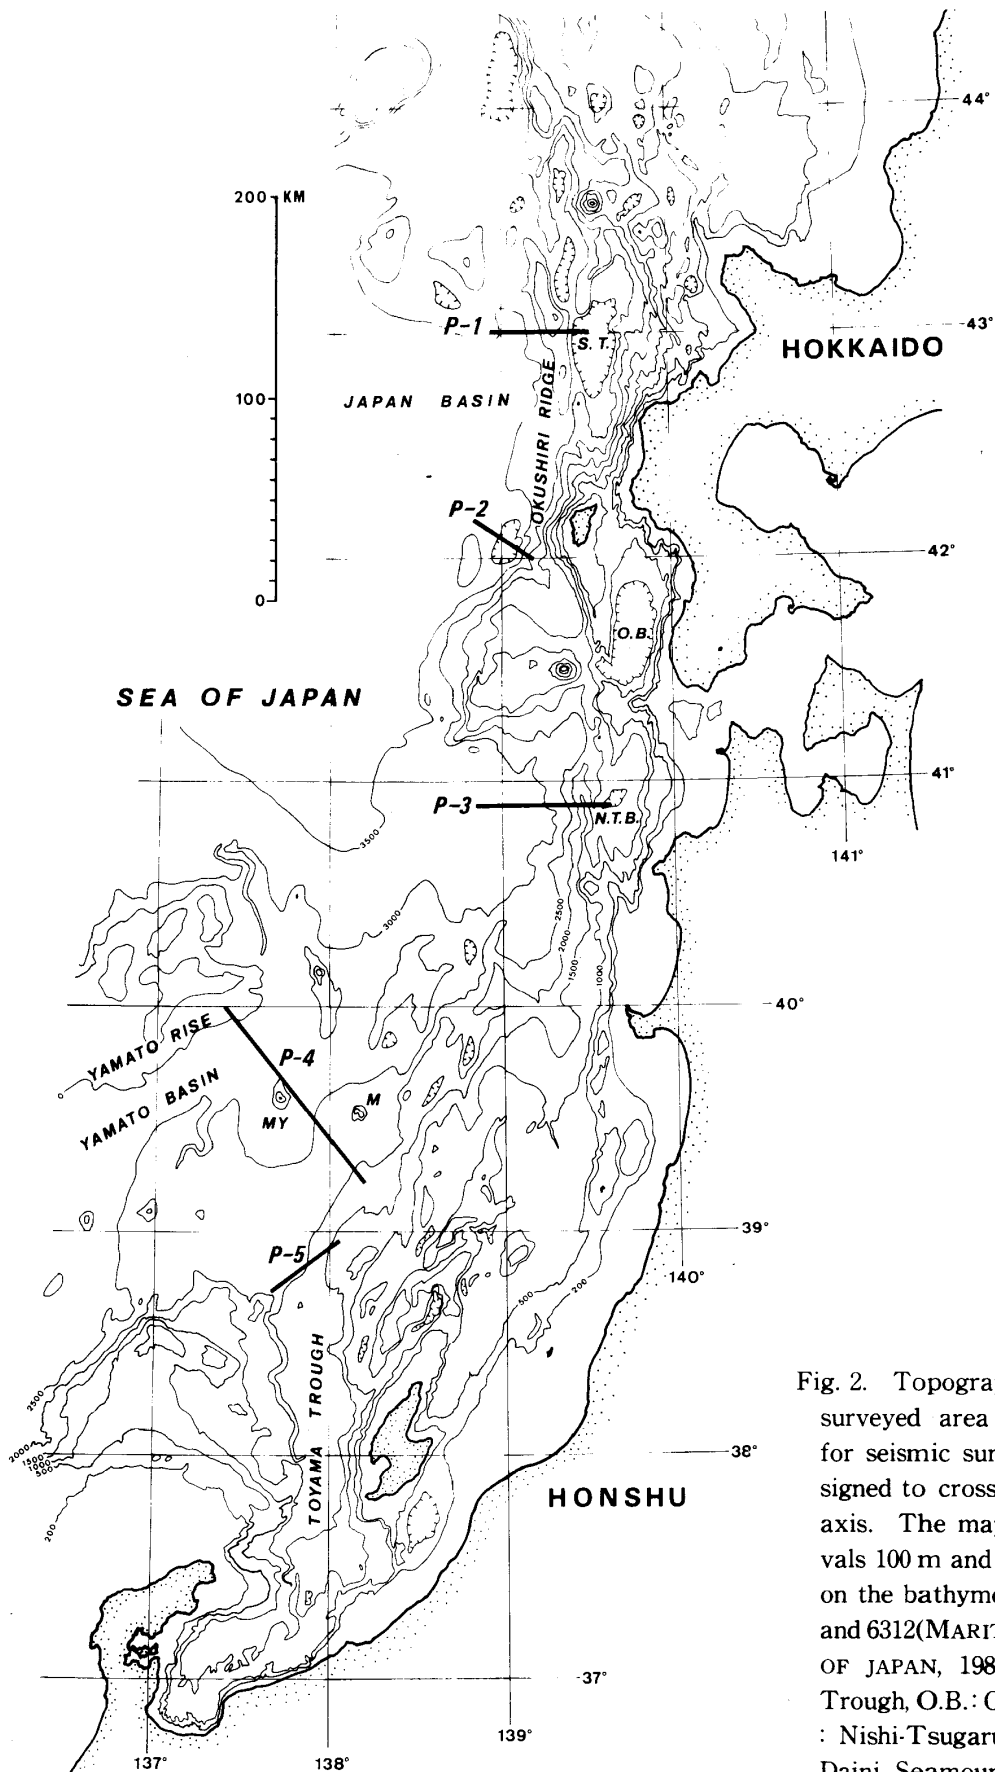 44°
200 KM
P-1
S.T.
43°
HOKKAIDO
100
JAPAN BASIN
OKUSHIRI RIDGE
P-2
42°
0
O.B.
SEA OF JAPAN
41°
P-3
N.T.B.
3500
141°
3000
2500
2000
1500
1000
40°
YAMATO RISE
P-4
YAMATO BASIN
M
MY
39°
P-5
140°
500
200
TOYAMA TROUGH
2500
2000
1500
1000
500
200
38°
HONSHU
37°
139°
138°
137°
Fig. 2. Topogra
surveyed area
for seismic sur
signed to cross
axis. The ma
vals 100 m and
on the bathyme
and 6312(MARIT
OF JAPAN, 198
Trough, O.B.: O
: Nishi-Tsugaru
Daini Seamoun